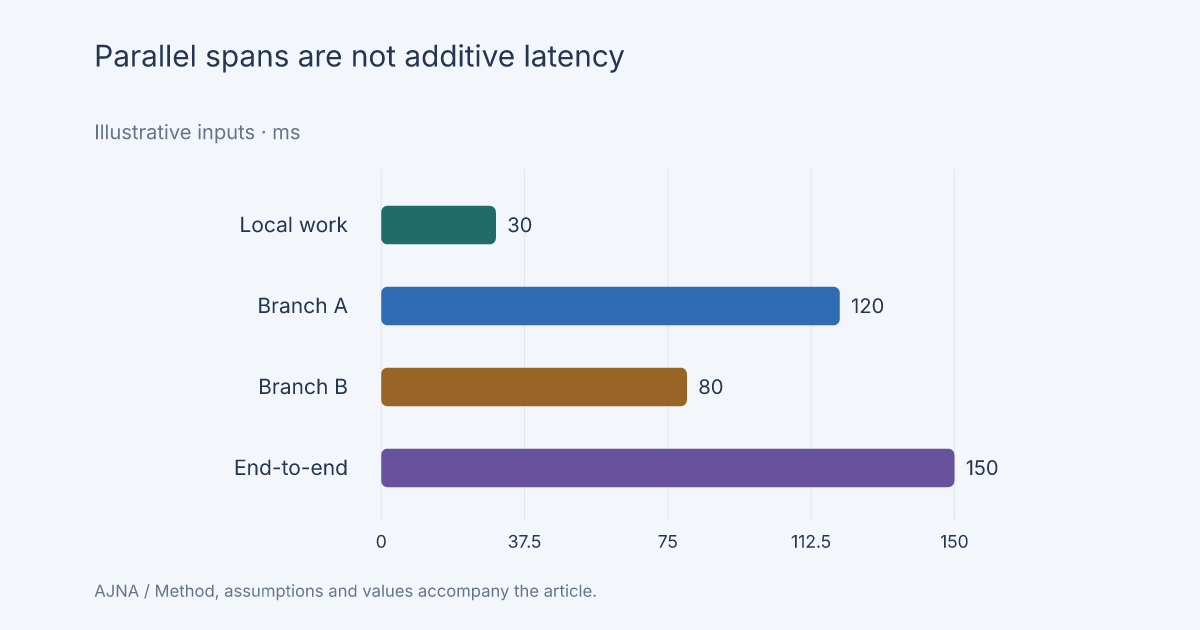 Parallel spans are not additive latency
Illustrative inputs · ms
Local work 30
Branch A 120
Branch B 80
End-to-end 150
0 37.5 75 112.5 150
AJNA / Method, assumptions and values accompany the article.